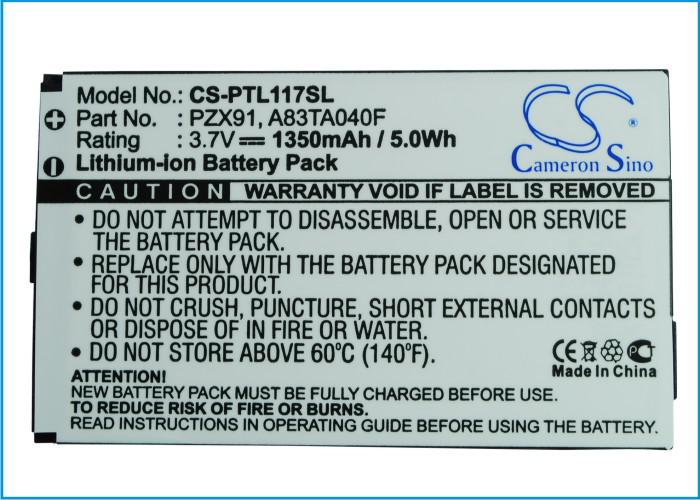 Model No.: CS-PTL117SL
Part No. : PZX91, A83TA040F
Rating : 3.7V 1350mAh / 5.0Wh
Lithium-ion Battery Pack
CS
Cameron Sino
CAUTION WARRANTY VOID IF LABEL IS REMOVED
• DO NOT ATTEMPT TO DISASSEMBLE, OPEN OR SERVICE
THE BATTERY PACK.
• REPLACE ONLY WITH THE BATTERY PACK DESIGNATED
FOR THIS EQUIPMENT.
• DO NOT CRUSH, PUNCTURE, SHORT EXTERNAL CONTACTS
OR DISPOSE OF IN FIRE OR WATER.
• DO NOT STORE ABOVE 60°C (140°F).
CE
Made In China
ATTENTION!
NEW BATTERY PACK MUST BE FULLY CHARGED BEFORE USE.
TO REDUCE RISK OF FIRE OR BURNS.
READ INSTRUCTION IN OPERATING GUIDE BEFORE USING BATTERY.
+
-